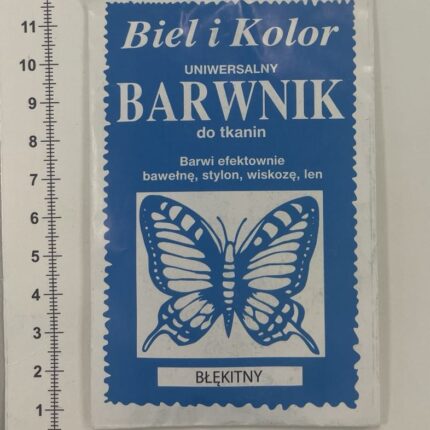 Biel i Kolor
UNIWERSALNY
BARWNIK
do tkanin
Barwi efektownie
bawełnę, stylon, wiskozę, len
BŁĘKITNY
11
10
9
8
7
6
5
4
3
2
1